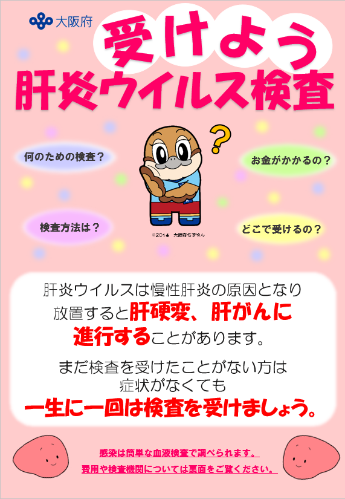 大阪府
受けよう
肝炎ウイルス検査
何のための検査？
お金がかかるの？
検査方法は？
どこで受けるの？
肝炎ウイルスは慢性肝炎の原因となり
放置すると肝硬変、肝がんに
進行することがあります。
まだ検査を受けたことがない方は
症状がなくても
一生に一回は検査を受けましょう。
感染は簡単な血液検査で調べられます。
費用や検査機関については裏面をご覧ください。